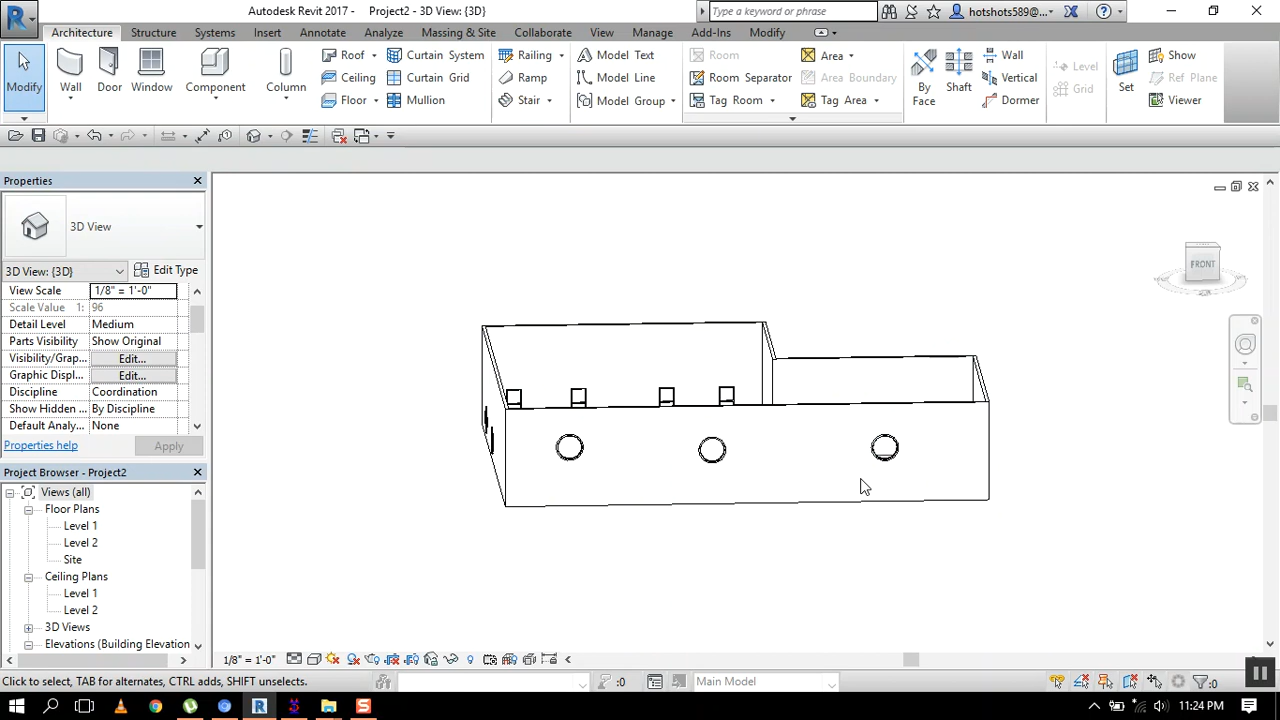 Autodesk Revit 2017 - Project2 - 3D View: {3D}
Type a keyword or phrase
hotshots589@...
Architecture Structure Systems Insert Annotate Analyze Massing & Site Collaborate View Manage Add-Ins Modify
Modify
Wall
Door
Window
Component
Column
Roof
Ceiling
Floor
Curtain System
Curtain Grid
Mullion
Railing
Ramp
Stair
Model Text
Model Line
Model Group
Room
Room Separator
Tag Room
Area
Area Boundary
Tag Area
By
Face
Shaft
Wall
Vertical
Dormer
Level
Grid
Set
Show
Ref Plane
Viewer
Properties
3D View
3D View: {3D}
Edit Type
View Scale 1/8" = 1'-0"
Scale Value 1: 96
Detail Level Medium
Parts Visibility Show Original
Visibility/Grap... Edit...
Graphic Displ... Edit...
Discipline Coordination
Show Hidden ... By Discipline
Default Analy... None
Properties help Apply
Project Browser - Project2
Views (all)
Floor Plans
Level 1
Level 2
Site
Ceiling Plans
Level 1
Level 2
3D Views
Elevations (Building Elevation
FRONT
1/8" = 1'-0"
Click to select, TAB for alternates, CTRL adds, SHIFT unselects.
:0
Main Model
:0
11:24 PM